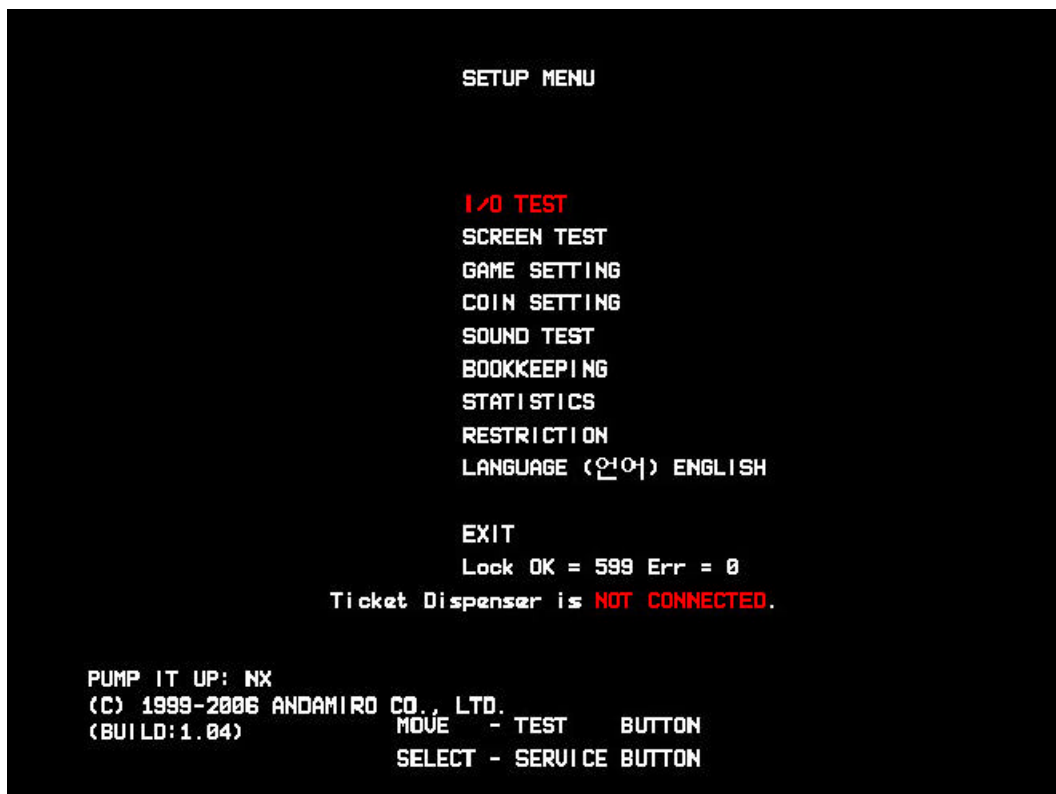 SETUP MENU
I/O TEST
SCREEN TEST
GAME SETTING
COIN SETTING
SOUND TEST
BOOKKEEPING
STATISTICS
RESTRICTION
LANGUAGE (언어) ENGLISH
EXIT
Lock OK = 599 Err = 0
Ticket Dispenser is NOT CONNECTED.
PUMP IT UP: NX
(C) 1999-2006 ANDAMIRO CO., LTD.
(BUILD:1.04)
MOVE - TEST BUTTON
SELECT - SERVICE BUTTON